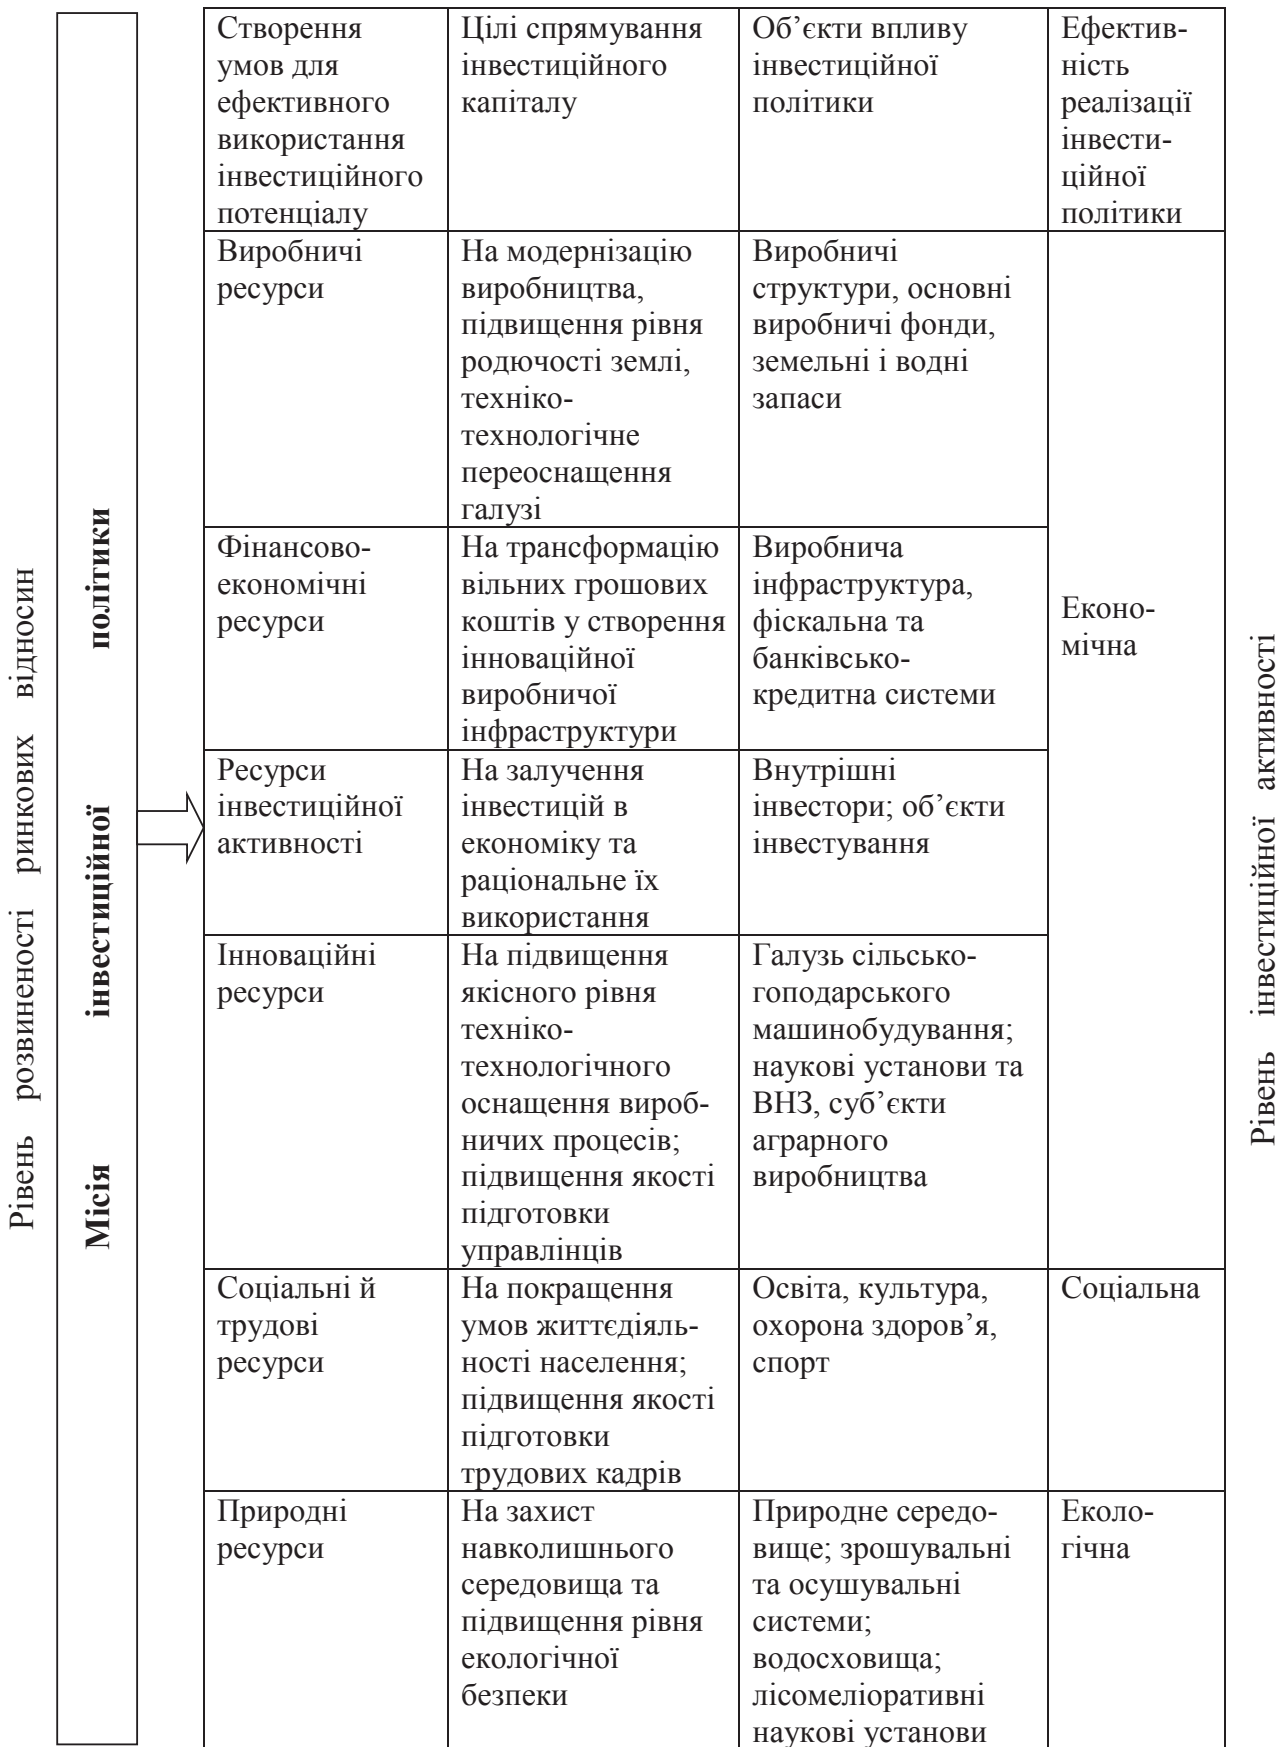 Рівень розвиненості ринкових відносин
Місія інвестиційної політики
Створення
умов для
ефективного
використання
інвестиційного
потенціалу
Цілі спрямування
інвестиційного
капіталу
Об’єкти впливу
інвестиційної
політики
Ефектив-
ність
реалізації
інвести-
ційної
політики
Виробничі
ресурси
На модернізацію
виробництва,
підвищення рівня
родючості землі,
техніко-
технологічне
переоснащення
галузі
Виробничі
структури, основні
виробничі фонди,
земельні і водні
запаси
Еконо-
мічна
Фінансово-
економічні
ресурси
На трансформацію
вільних грошових
коштів у створення
інноваційної
виробничої
інфраструктури
Виробнича
інфраструктура,
фіскальна та
банківсько-
кредитна системи
Ресурси
інвестиційної
активності
На залучення
інвестицій в
економіку та
раціональне їх
використання
Внутрішні
інвестори; об’єкти
інвестування
Інноваційні
ресурси
На підвищення
якісного рівня
техніко-
технологічного
оснащення вироб-
ничих процесів;
підвищення якості
підготовки
управлінців
Галузь сільсько-
гоподарського
машинобудування;
наукові установи та
ВНЗ, суб’єкти
аграрного
виробництва
Соціальні й
трудові
ресурси
На покращення
умов життєдіяль-
ності населення;
підвищення якості
підготовки
трудових кадрів
Освіта, культура,
охорона здоров’я,
спорт
Соціальна
Природні
ресурси
На захист
навколишнього
середовища та
підвищення рівня
екологічної
безпеки
Природне середо-
вище; зрошувальні
та осушувальні
системи;
водосховища;
лісомеліоративні
наукові установи
Еколо-
гічна
Рівень інвестиційної активності